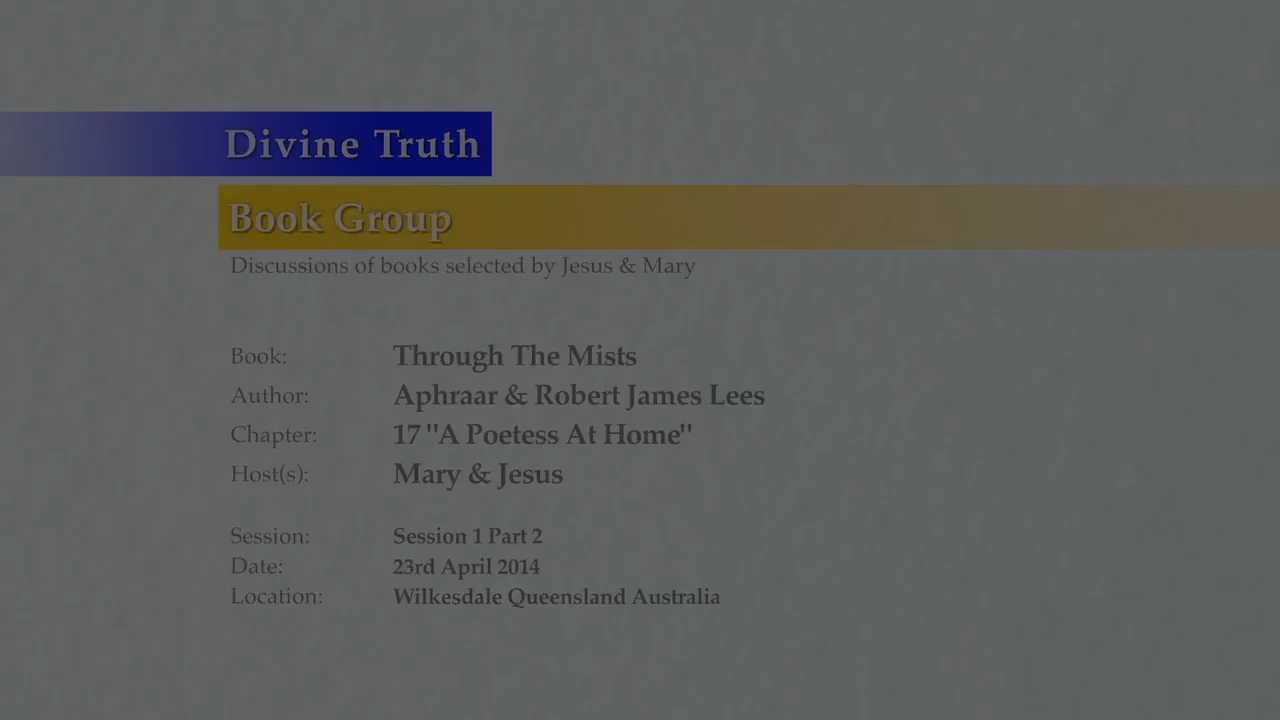 Divine Truth
Book Group
Discussions of books selected by Jesus & Mary
Book: Through The Mists
Author: Aphraar & Robert James Lees
Chapter: 17 "A Poetess At Home"
Host(s): Mary & Jesus
Session: Session 1 Part 2
Date: 23rd April 2014
Location: Wilkesdale Queensland Australia